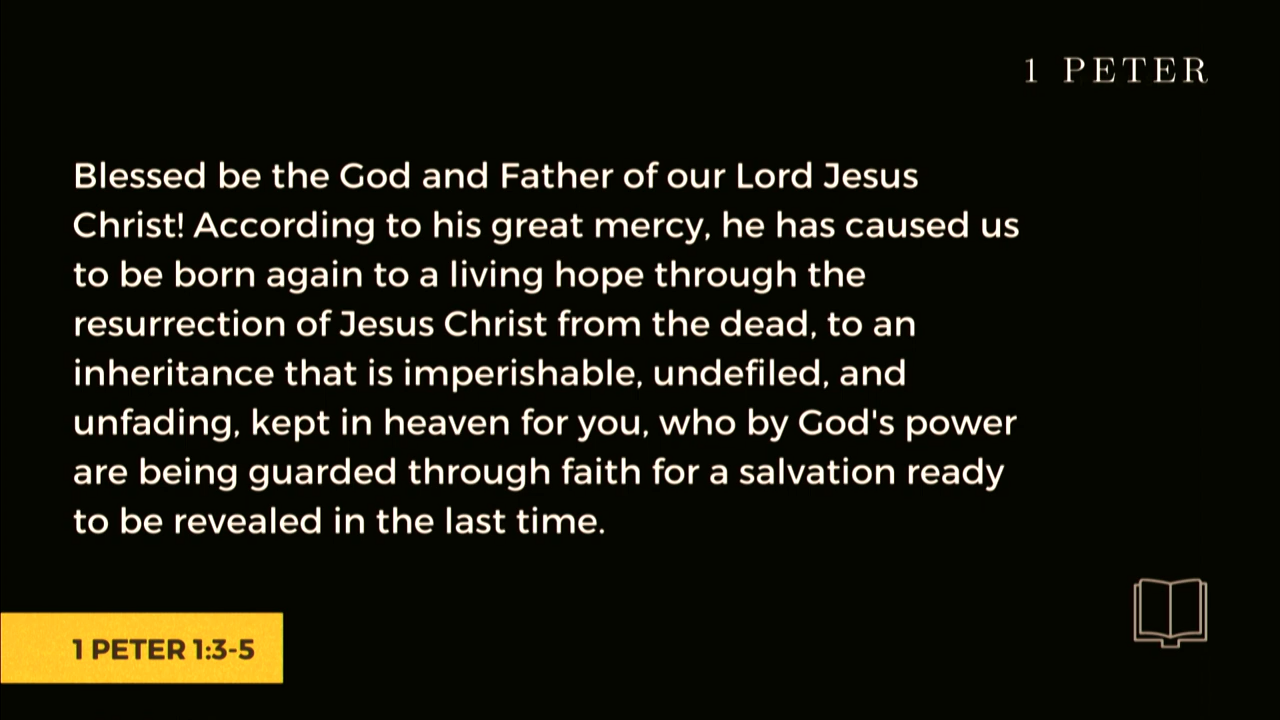 1 PETER
Blessed be the God and Father of our Lord Jesus
Christ! According to his great mercy, he has caused us
to be born again to a living hope through the
resurrection of Jesus Christ from the dead, to an
inheritance that is imperishable, undefiled, and
unfading, kept in heaven for you, who by God's power
are being guarded through faith for a salvation ready
to be revealed in the last time.
1 PETER 1:3-5